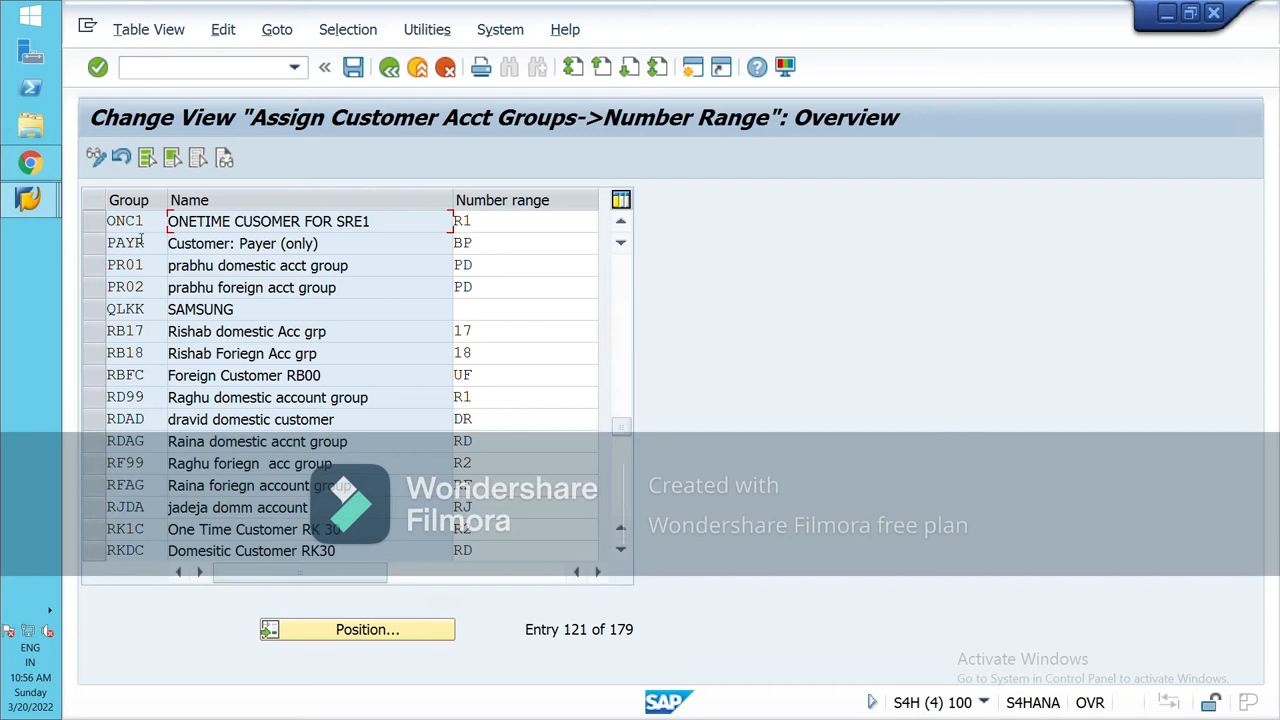 Table View Edit Goto Selection Utilities System Help
Change View "Assign Customer Acct Groups->Number Range": Overview
Group Name Number range
ONC1 ONETIME CUSOMER FOR SRE1 R1
PAYR Customer: Payer (only) BP
PR01 prabhu domestic acct group PD
PR02 prabhu foreign acct group PD
QLKK SAMSUNG
RB17 Rishab domestic Acc grp 17
RB18 Rishab Foriegn Acc grp 18
RBFC Foreign Customer RB00 UF
RD99 Raghu domestic account group R1
RDAD dravid domestic customer DR
RDAG Raina domestic accnt group RD
RF99 Raghu foriegn acc group R2
RFAG Raina foriegn account group RF
RJDA jadeja domm account RJ
RK1C One Time Customer RK 30 R2
RKDC Domesitic Customer RK30 RD
Wondershare
Filmora
Created with
Wondershare Filmora free plan
Position... Entry 121 of 179
Activate Windows
Go to System in Control Panel to activate Windows.
ENG
IN
10:56 AM
Sunday
3/20/2022
SAP S4H (4) 100 S4HANA OVR